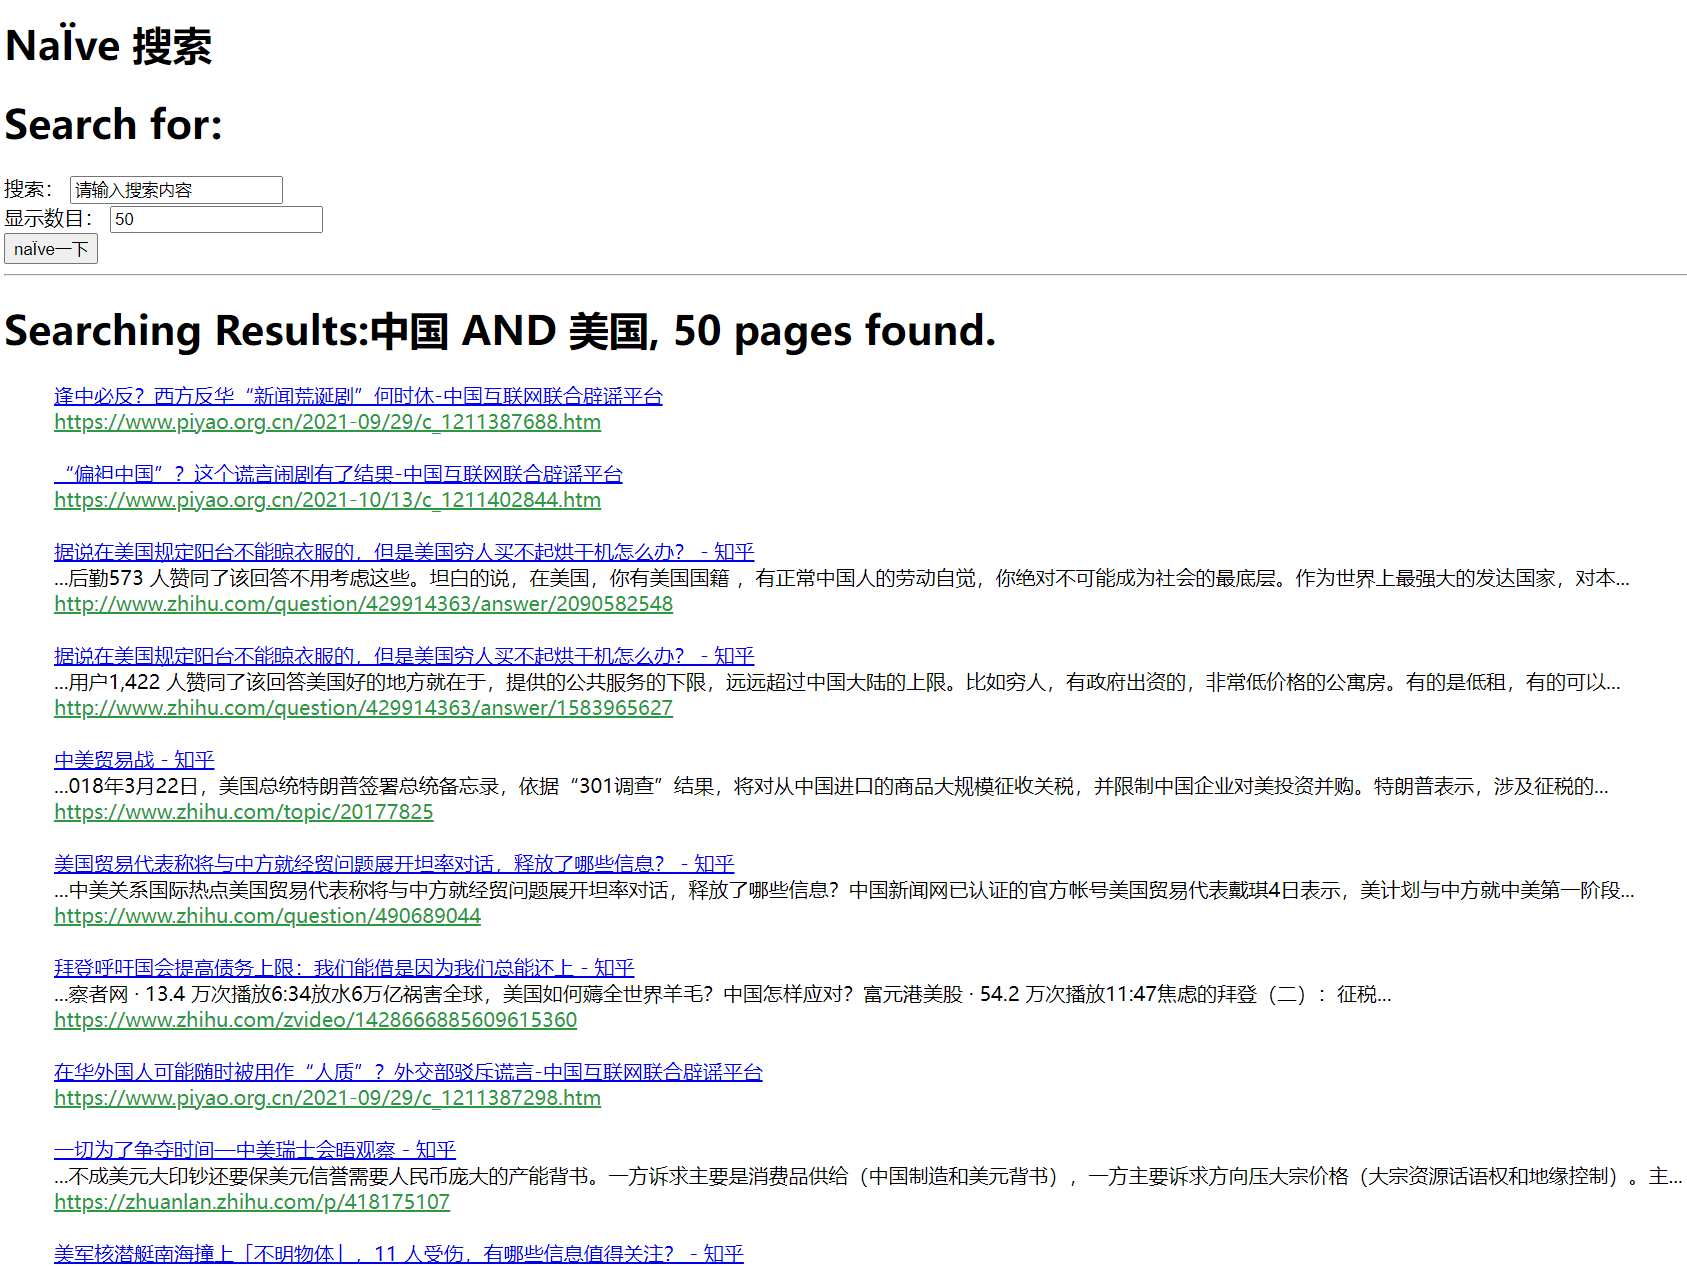 NaÏve 搜索
Search for:
搜索： 请输入搜索内容
显示数目： 50
naÏve一下
Searching Results:中国 AND 美国, 50 pages found.
逢中必反？西方反华“新闻荒诞剧”何时休-中国互联网联合辟谣平台
https://www.piyao.org.cn/2021-09/29/c_1211387688.htm
“偏袒中国”？这个谎言闹剧有了结果-中国互联网联合辟谣平台
https://www.piyao.org.cn/2021-10/13/c_1211402844.htm
据说在美国规定阳台不能晾衣服的，但是美国穷人买不起烘干机怎么办？ - 知乎
...后勤573 人赞同了该回答不用考虑这些。坦白的说，在美国，你有美国国籍 ，有正常中国人的劳动自觉，你绝对不可能成为社会的最底层。作为世界上最强大的发达国家，对本...
http://www.zhihu.com/question/429914363/answer/2090582548
据说在美国规定阳台不能晾衣服的，但是美国穷人买不起烘干机怎么办？ - 知乎
...用户1,422 人赞同了该回答美国好的地方就在于，提供的公共服务的下限，远远超过中国大陆的上限。比如穷人，有政府出资的，非常低价格的公寓房。有的是低租，有的可以...
http://www.zhihu.com/question/429914363/answer/1583965627
中美贸易战 - 知乎
...018年3月22日，美国总统特朗普签署总统备忘录，依据“301调查”结果，将对从中国进口的商品大规模征收关税，并限制中国企业对美投资并购。特朗普表示，涉及征税的...
https://www.zhihu.com/topic/20177825
美国贸易代表称将与中方就经贸问题展开坦率对话，释放了哪些信息？ - 知乎
...中美关系国际热点美国贸易代表称将与中方就经贸问题展开坦率对话，释放了哪些信息？中国新闻网已认证的官方帐号美国贸易代表戴琪4日表示，美计划与中方就中美第一阶段...
https://www.zhihu.com/question/490689044
拜登呼吁国会提高债务上限：我们能借是因为我们总能还上 - 知乎
...察者网 · 13.4 万次播放6:34放水6万亿祸害全球，美国如何薅全世界羊毛？中国怎样应对？富元港美股 · 54.2 万次播放11:47焦虑的拜登（二）：征税...
https://www.zhihu.com/zvideo/1428666885609615360
在华外国人可能随时被用作“人质”？外交部驳斥谎言-中国互联网联合辟谣平台
https://www.piyao.org.cn/2021-09/29/c_1211387298.htm
一切为了争夺时间—中美瑞士会晤观察 - 知乎
...不成美元大印钞还要保美元信誉需要人民币庞大的产能背书。一方诉求主要是消费品供给（中国制造和美元背书），一方主要诉求方向压大宗价格（大宗资源话语权和地缘控制）。主...
https://zhuanlan.zhihu.com/p/418175107
美军核潜艇南海撞上「不明物体」，11 人受伤，有哪些信息值得关注？ - 知乎